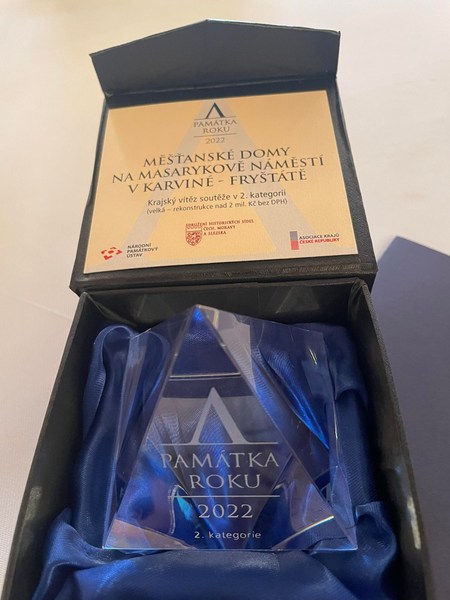 PAMÁTKA
ROKU
2022
MĚŠŤANSKÉ DOMY
NA MASARYKOVĚ NÁMĚSTÍ
V KARVINÉ - FRYŠTÁTĚ
Krajský vítěz soutěže v 2. kategorii
(velká – rekonstrukce nad 2 mil. Kč bez DPH)
NÁRODNÍ
PAMÁTKOVÝ
ÚSTAV
SDRUŽENÍ HISTORICKÝCH SÍDEL
ČECH, MORAVY
A SLEZSKA
ASOCIACE KRAJŮ
ČESKÉ REPUBLIKY
PAMÁTKA
ROKU
2022
2. kategorie